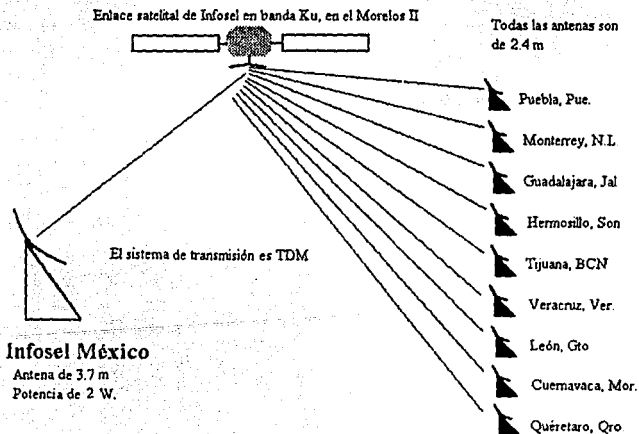 Enlace satelital de Infosel en banda Ku, en el Morelos II
Todas las antenas son
de 2.4 m
Puebla, Pue.
Monterrey, N.L
Guadalajara, Jal
Hermosillo, Son
Tijuana, BCN
Veracruz, Ver.
León, Gto
Cuernavaca, Mor.
Quéretaro, Qro
El sistema de transmisión es TDM
Infosel México
Antena de 3.7 m
Potencia de 2 W.